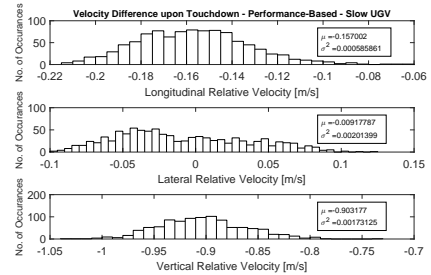 Velocity Difference upon Touchdown - Performance-Based - Slow UGV
No. of Occurances
100
50
0
μ=-0.157002
σ²=0.000585861
-0.22 -0.2 -0.18 -0.16 -0.14 -0.12 -0.1 -0.08 -0.06
Longitudinal Relative Velocity [m/s]
No. of Occurances
100
50
0
μ=-0.00917787
σ²=0.00201399
-0.1 -0.05 0 0.05 0.1 0.15
Lateral Relative Velocity [m/s]
No. of Occurances
200
100
0
μ=-0.903177
σ²=0.00173125
-1.05 -1 -0.95 -0.9 -0.85 -0.8 -0.75 -0.7
Vertical Relative Velocity [m/s]